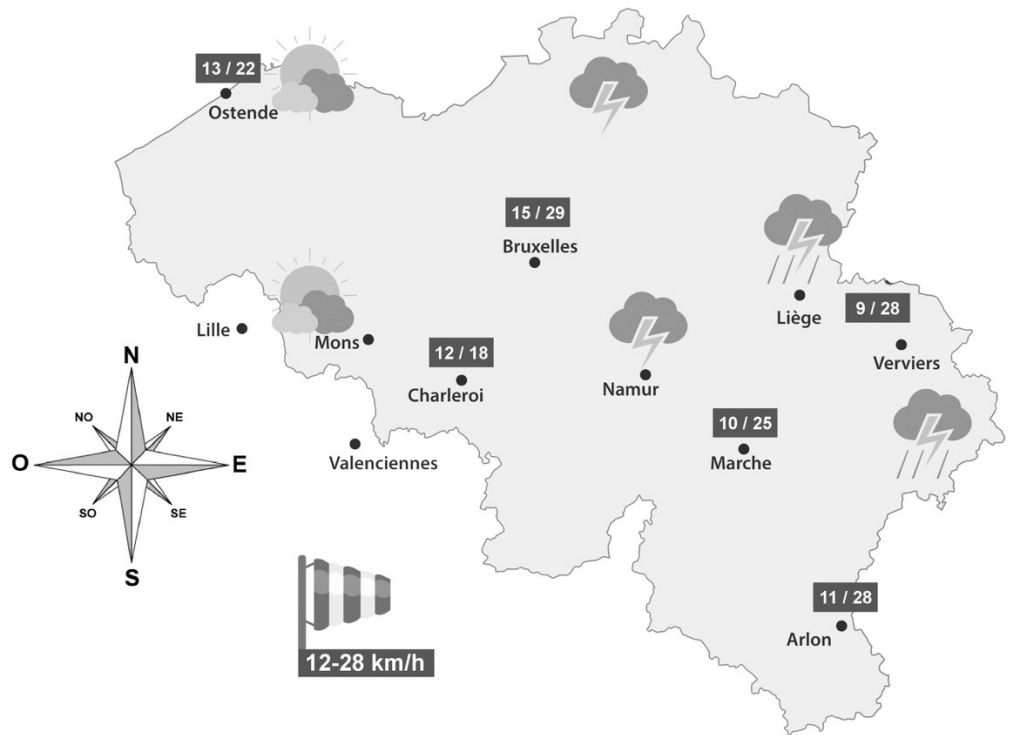 13 / 22
Ostende
15 / 29
Bruxelles
Liège
9 / 28
Verviers
Lille
Mons
12 / 18
Charleroi
Namur
10 / 25
Marche
Valenciennes
N
NO
NE
O
E
SO
SE
S
11 / 28
Arlon
12-28 km/h